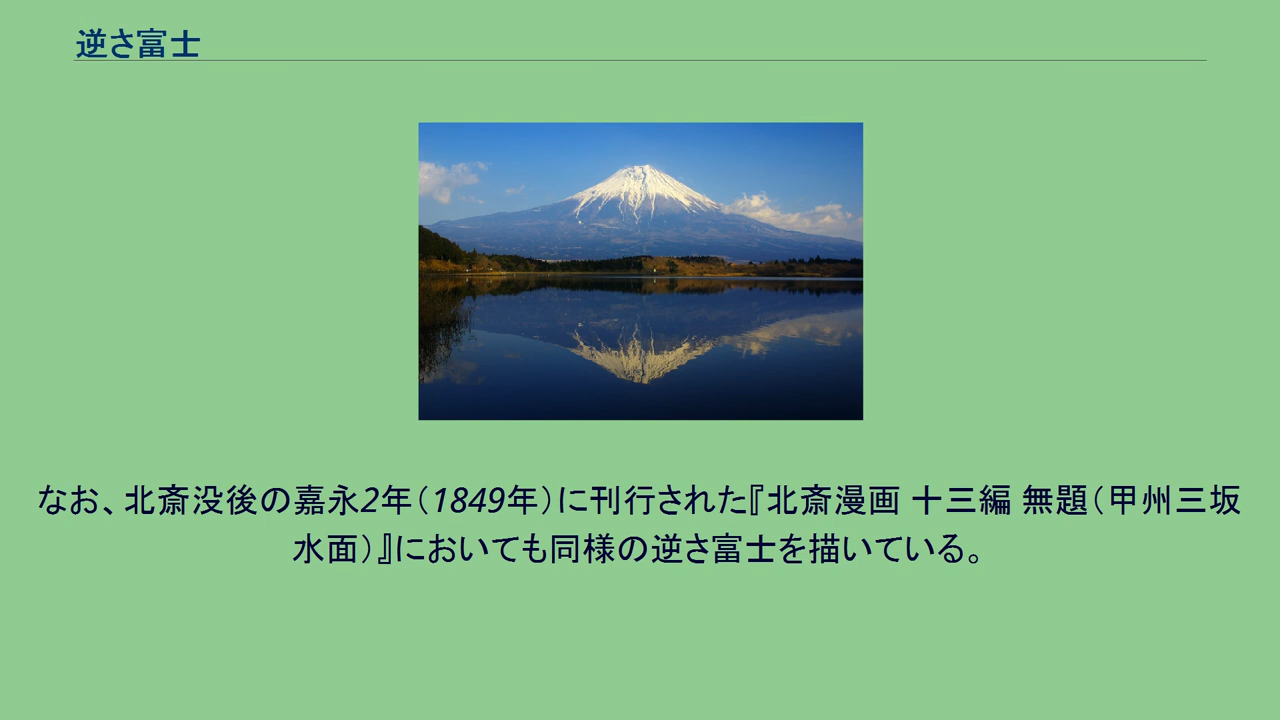 逆さ富士
なお、北斎没後の嘉永2年（1849年）に刊行された『北斎漫画 十三編 無題（甲州三坂
水面）』においても同様の逆さ富士を描いている。